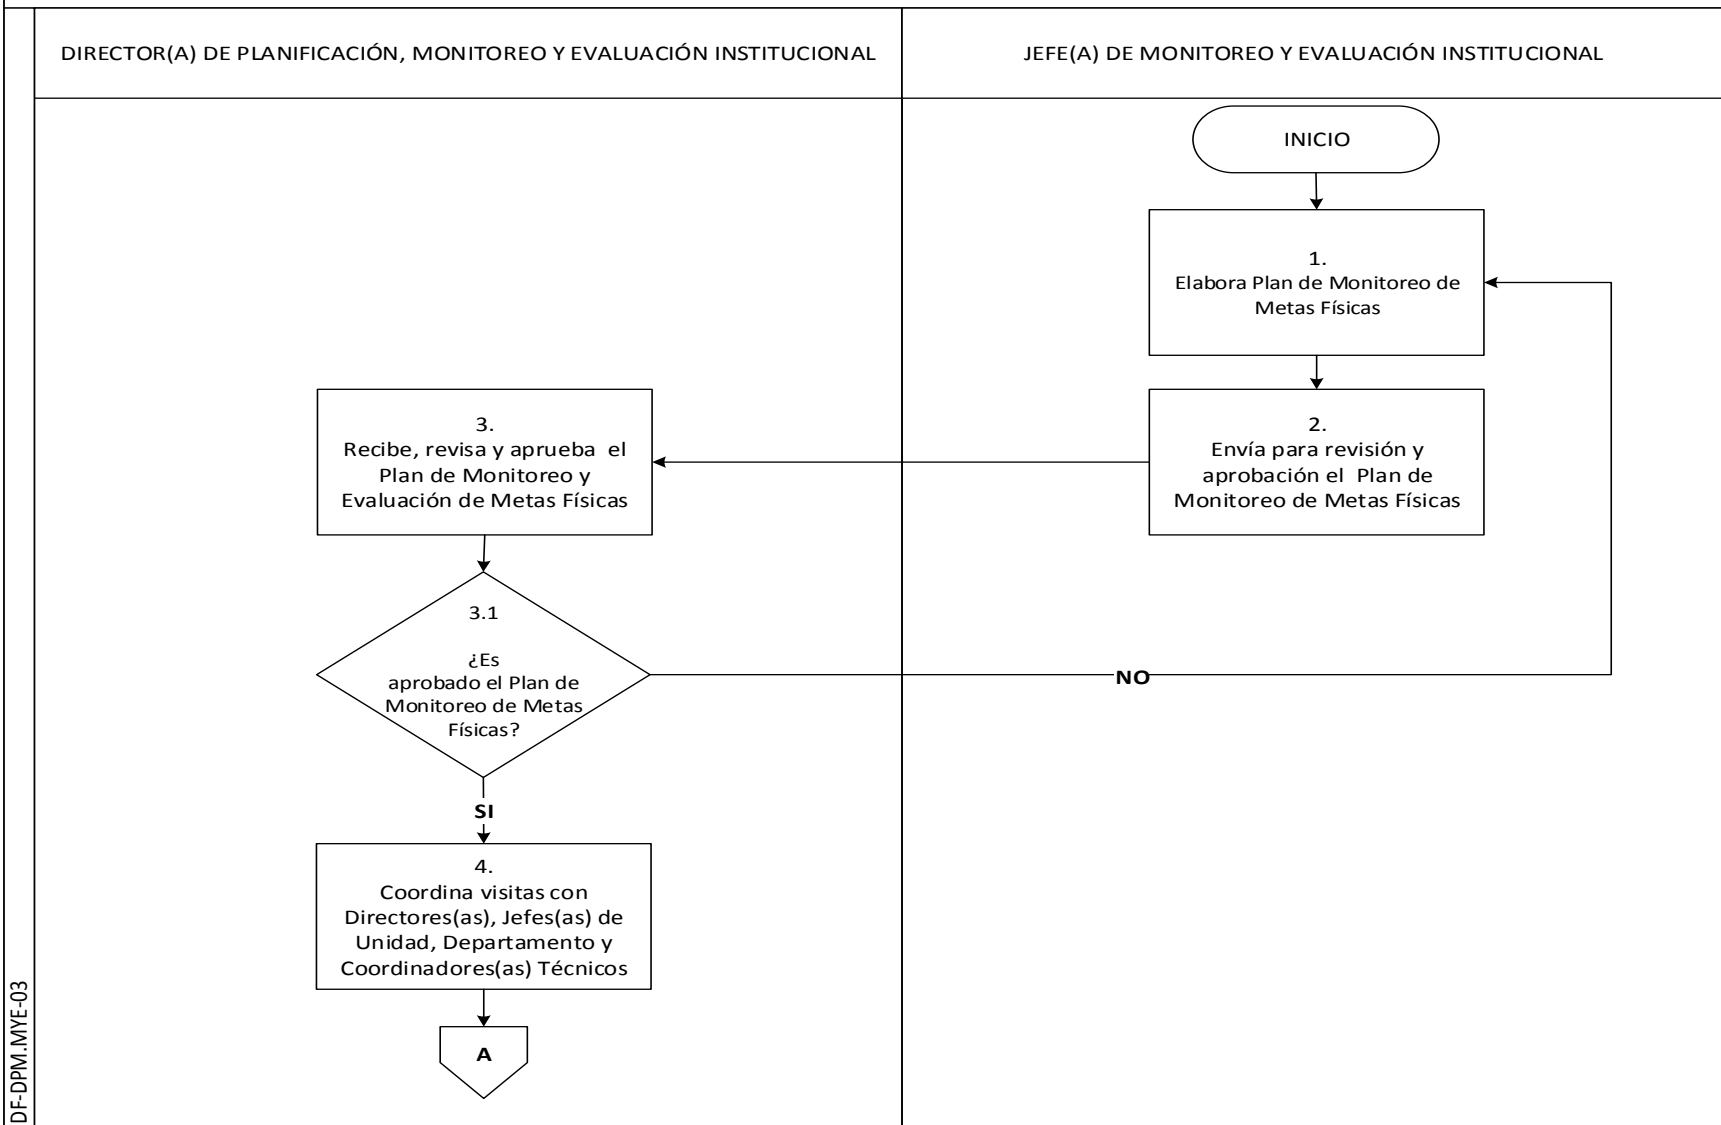 DIRECTOR(A) DE PLANIFICACIÓN, MONITOREO Y EVALUACIÓN INSTITUCIONAL
JEFE(A) DE MONITOREO Y EVALUACIÓN INSTITUCIONAL
INICIO
1.
Elabora Plan de Monitoreo de
Metas Físicas
2.
Envía para revisión y
aprobación el Plan de
Monitoreo de Metas Físicas
3.
Recibe, revisa y aprueba el
Plan de Monitoreo y
Evaluación de Metas Físicas
3.1
¿Es
aprobado el Plan de
Monitoreo de Metas
Físicas?
NO
SI
4.
Coordina visitas con
Directores(as), Jefes(as) de
Unidad, Departamento y
Coordinadores(as) Técnicos
A
DF-DPM.MYE-03